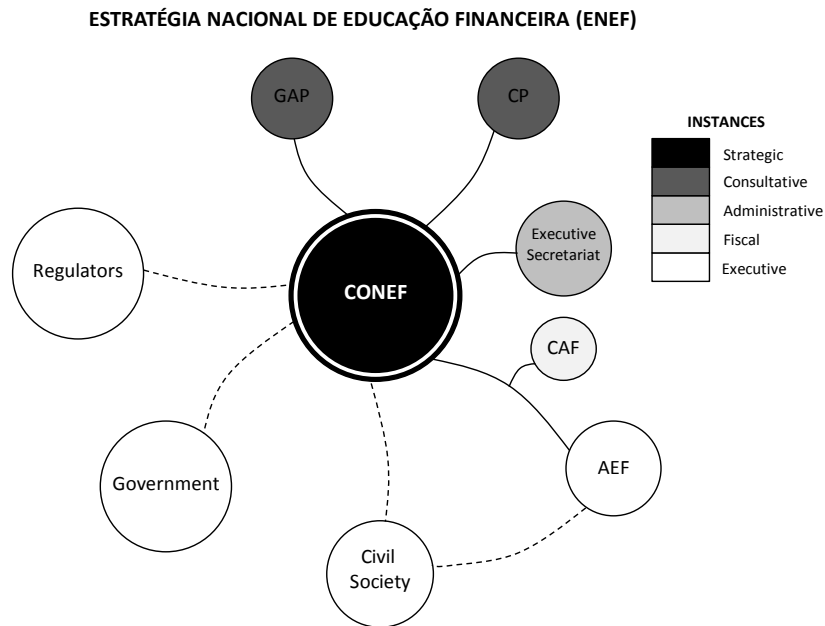 ESTRATÉGIA NACIONAL DE EDUCAÇÃO FINANCEIRA (ENEF)
GAP
CP
INSTANCES
Strategic
Consultative
Administrative
Fiscal
Executive
Executive
Secretariat
Regulators
CONEF
CAF
AEF
Government
Civil
Society